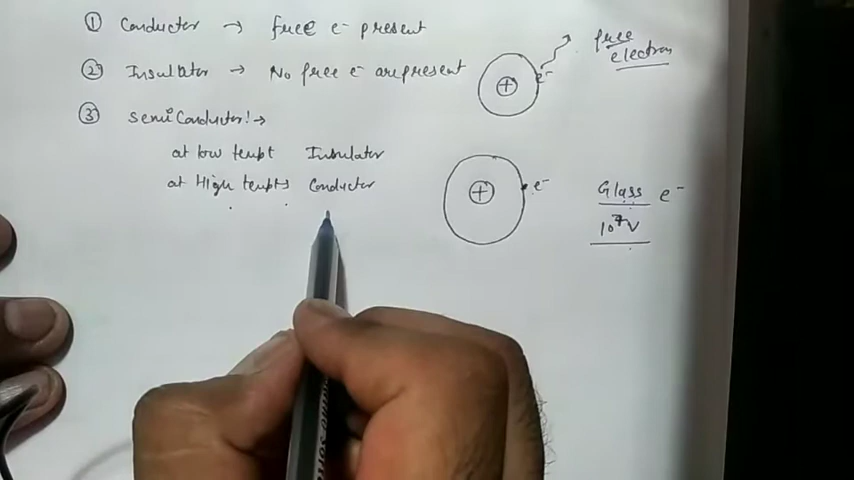 ① Conductor → free e⁻ present
② Insulator → No free e⁻ are present
③ semiConductor! →
at low tempt Insulator
at High tempts Conductor
+ e⁻
free electron
+ e⁻
Glass e⁻
10⁷V